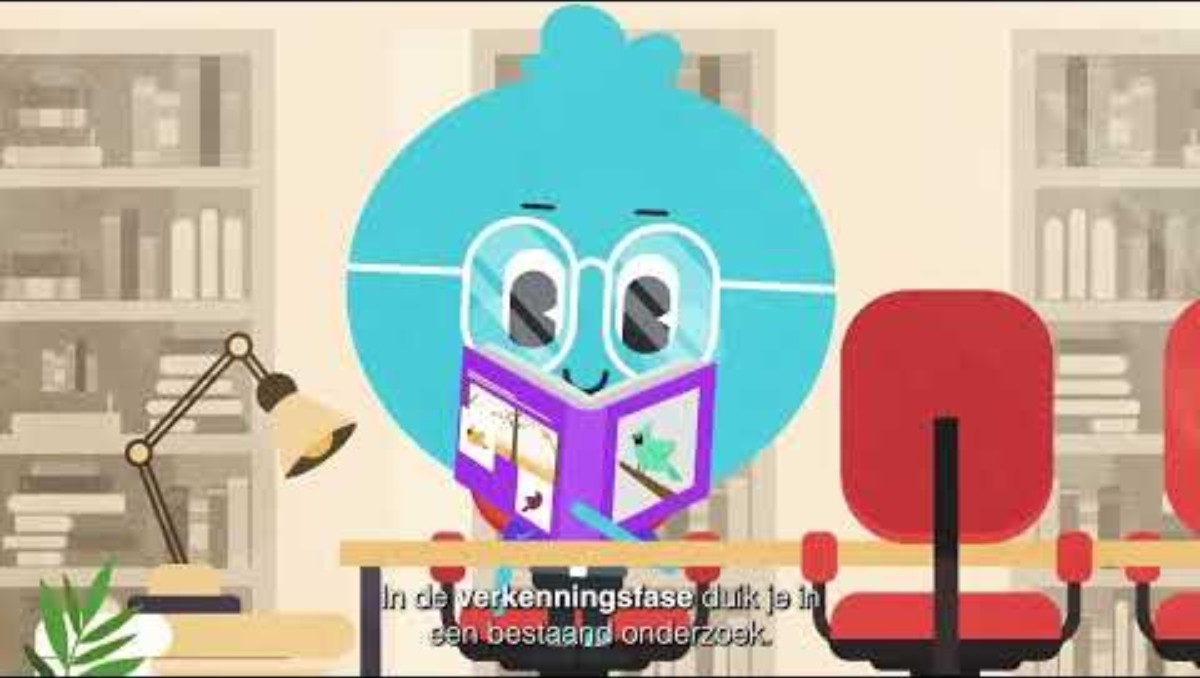 In de verkenningsfase duik je in
een bestaand onderzoek.